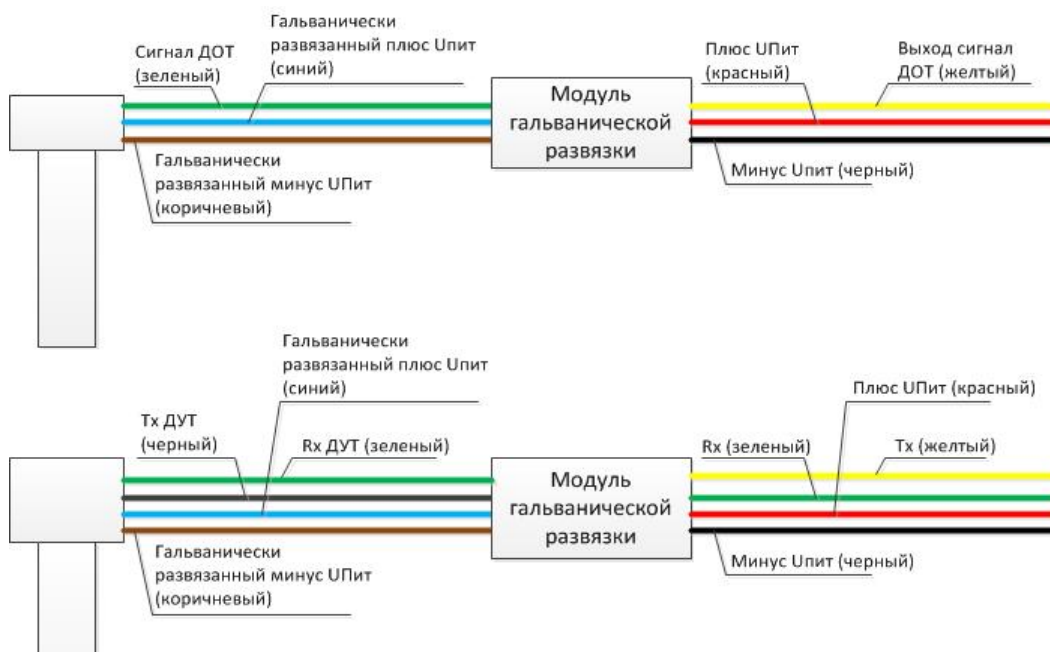 Гальванически
развязанный плюс Uпит
(синий)
Сигнал ДОТ
(зеленый)
Гальванически
развязанный минус UПит
(коричневый)
Модуль
гальванической
развязки
Плюс UПит
(красный)
Выход сигнал
ДОТ (желтый)
Минус Uпит (черный)
Гальванически
развязанный плюс Uпит
(синий)
Tx ДУТ
(черный)
Rx ДУТ (зеленый)
Гальванически
развязанный минус UПит
(коричневый)
Модуль
гальванической
развязки
Плюс UПит (красный)
Rx (зеленый)
Tx (желтый)
Минус Uпит (черный)